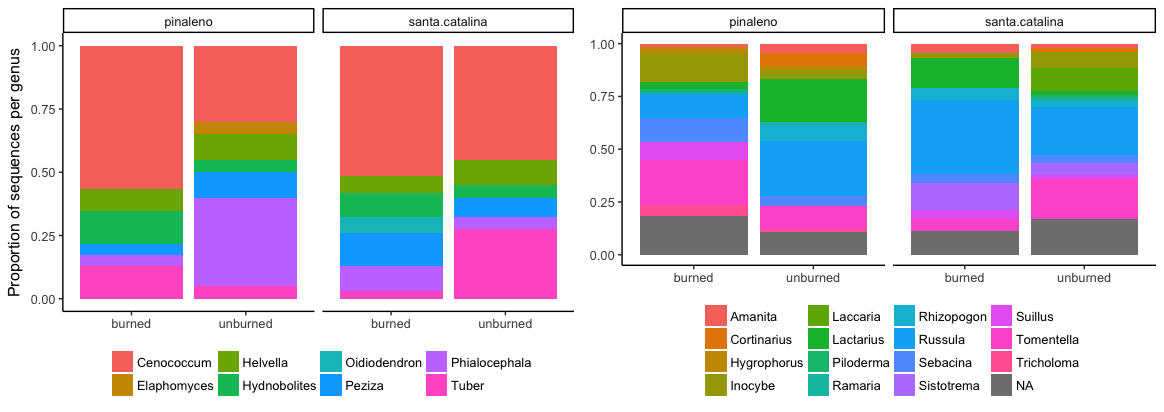 pinaleno santa.catalina
Proportion of sequences per genus
1.00
0.75
0.50
0.25
0.00
burned unburned burned unburned
Cenococcum Helvella Oidiodendron Phialocephala
Elaphomyces Hydnobolites Peziza Tuber
pinaleno santa.catalina
1.00
0.75
0.50
0.25
0.00
burned unburned burned unburned
Amanita Laccaria Rhizopogon Suillus
Cortinarius Lactarius Russula Tomentella
Hygrophorus Piloderma Sebacina Tricholoma
Inocybe Ramaria Sistotrema NA